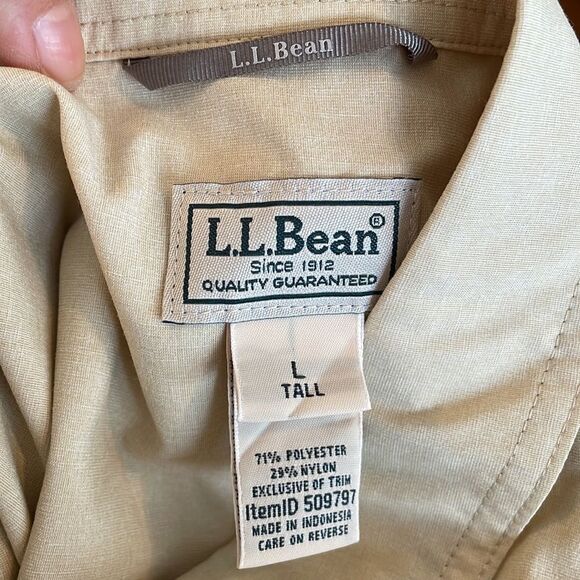 L.L.Bean
L.L.Bean®
Since 1912
QUALITY GUARANTEED
L
TALL
71% POLYESTER
29% NYLON
EXCLUSIVE OF TRIM
ItemID 509797
MADE IN INDONESIA
CARE ON REVERSE